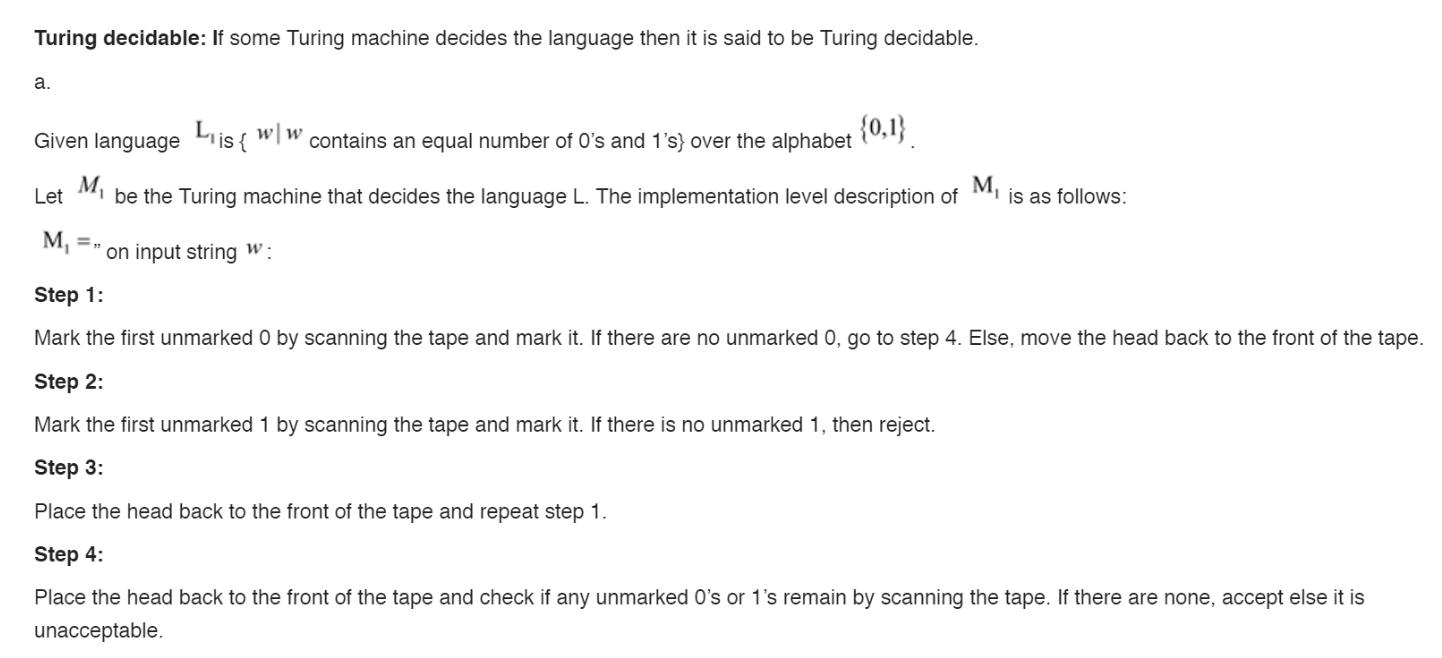 Turing decidable: If some Turing machine decides the language then it is said to be Turing decidable.
a.
Given language L₁ is { w | w contains an equal number of 0’s and 1’s} over the alphabet {0,1} .
Let M₁ be the Turing machine that decides the language L. The implementation level description of M₁ is as follows:
M₁ = ” on input string w :
Step 1:
Mark the first unmarked 0 by scanning the tape and mark it. If there are no unmarked 0, go to step 4. Else, move the head back to the front of the tape.
Step 2:
Mark the first unmarked 1 by scanning the tape and mark it. If there is no unmarked 1, then reject.
Step 3:
Place the head back to the front of the tape and repeat step 1.
Step 4:
Place the head back to the front of the tape and check if any unmarked 0’s or 1’s remain by scanning the tape. If there are none, accept else it is
unacceptable.